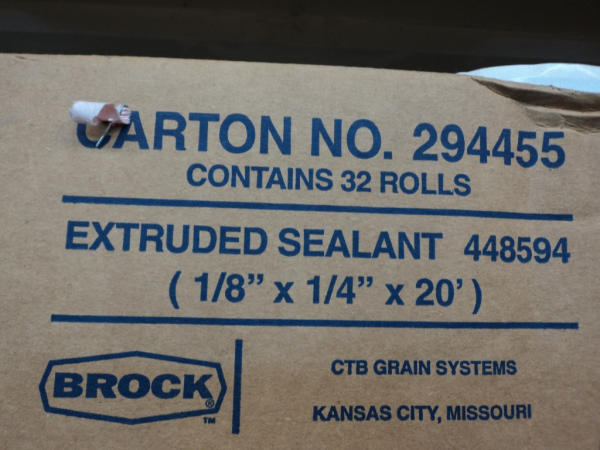 CARTON NO. 294455
CONTAINS 32 ROLLS
EXTRUDED SEALANT 448594
( 1/8” x 1/4” x 20’ )
BROCK®
™
CTB GRAIN SYSTEMS
KANSAS CITY, MISSOURI